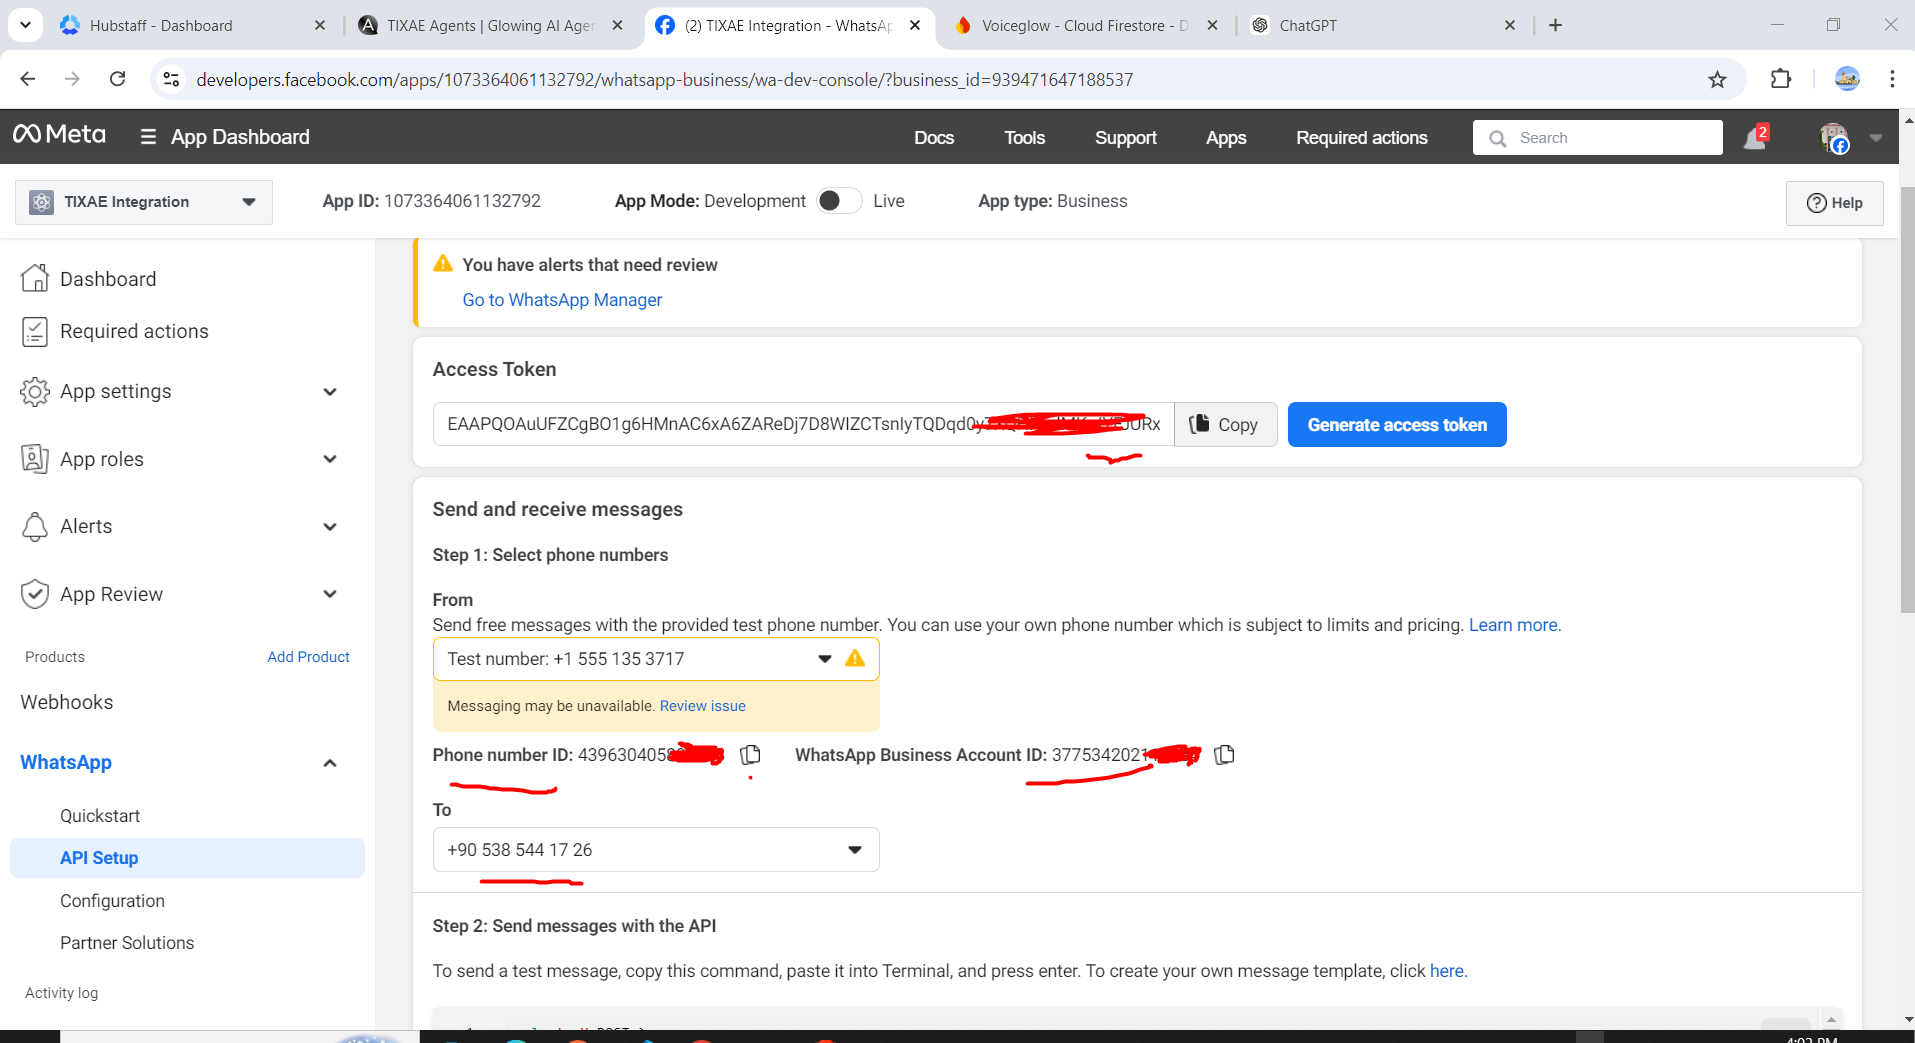 Hubstaff - Dashboard
TIXAE Agents | Glowing AI Agen
(2) TIXAE Integration - WhatsAp
Voiceglow - Cloud Firestore - D
ChatGPT
developers.facebook.com/apps/1073364061132792/whatsapp-business/wa-dev-console/?business_id=939471647188537
Meta
App Dashboard
Docs
Tools
Support
Apps
Required actions
Search
2
TIXAE Integration
App ID: 1073364061132792
App Mode: Development
Live
App type: Business
Help
Dashboard
Required actions
App settings
App roles
Alerts
App Review
Products
Add Product
Webhooks
WhatsApp
Quickstart
API Setup
Configuration
Partner Solutions
Activity log
You have alerts that need review
Go to WhatsApp Manager
Access Token
Copy
Generate access token
Send and receive messages
Step 1: Select phone numbers
From
Send free messages with the provided test phone number. You can use your own phone number which is subject to limits and pricing. Learn more.
Test number: +1 555 135 3717
Messaging may be unavailable. Review issue
Phone number ID: 43963040
WhatsApp Business Account ID: 377534202
To
+90 538 544 17 26
Step 2: Send messages with the API
To send a test message, copy this command, paste it into Terminal, and press enter. To create your own message template, click here.
4:02 PM